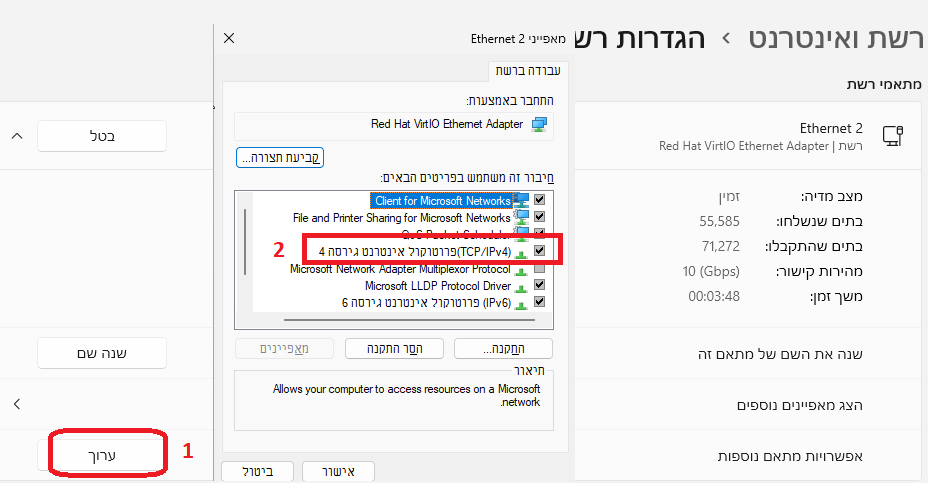 רשת ואינטרנט › הגדרות רש
מתאמי רשת
Ethernet 2
רשת | Red Hat VirtIO Ethernet Adapter
בטל
מצב מדיה: זמין
בתים שנשלחו: 55,585
בתים שהתקבלו: 71,272
מהירות קישור: 10 (Gbps)
משך זמן: 00:03:48
שנה את השם של מתאם זה
שנה שם
הצג מאפיינים נוספים
אפשרויות מתאם נוספות
ערוך
1
מאפייני Ethernet 2
עבודה ברשת
התחבר באמצעות:
Red Hat VirtIO Ethernet Adapter
קביעת תצורה...
חיבור זה משתמש בפריטים הבאים:
Client for Microsoft Networks
File and Printer Sharing for Microsoft Networks
QoS Packet Scheduler
2
(TCP/IPv4)פרוטוקול אינטרנט גירסה 4
Microsoft Network Adapter Multiplexor Protocol
Microsoft LLDP Protocol Driver
(IPv6) פרוטוקול אינטרנט גירסה 6
התקנה...
הסר התקנה
מאפיינים
תיאור
Allows your computer to access resources on a Microsoft
network.
אישור
ביטול